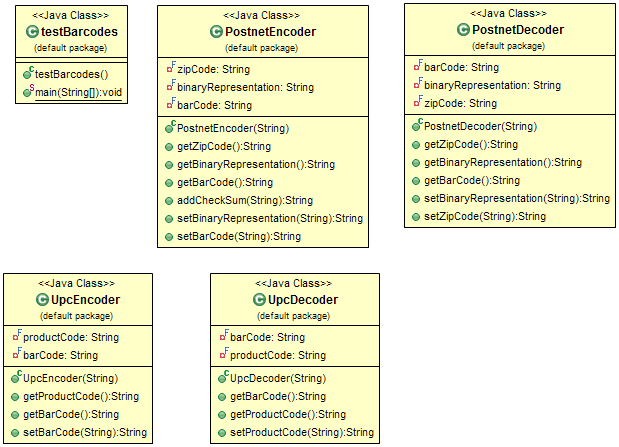 <<Java Class>>
testBarcodes
(default package)
testBarcodes()
main(String[]):void
<<Java Class>>
PostnetEncoder
(default package)
zipCode: String
binaryRepresentation: String
barCode: String
PostnetEncoder(String)
getZipCode():String
getBinaryRepresentation():String
getBarCode():String
addCheckSum(String):String
setBinaryRepresentation(String):String
setBarCode(String):String
<<Java Class>>
PostnetDecoder
(default package)
barCode: String
binaryRepresentation: String
zipCode: String
PostnetDecoder(String)
getZipCode():String
getBinaryRepresentation():String
getBarCode():String
setBinaryRepresentation(String):String
setZipCode(String):String
<<Java Class>>
UpcEncoder
(default package)
productCode: String
barCode: String
UpcEncoder(String)
getProductCode():String
getBarCode():String
setBarCode(String):String
<<Java Class>>
UpcDecoder
(default package)
barCode: String
productCode: String
UpcDecoder(String)
getBarCode():String
getProductCode():String
setProductCode(String):String